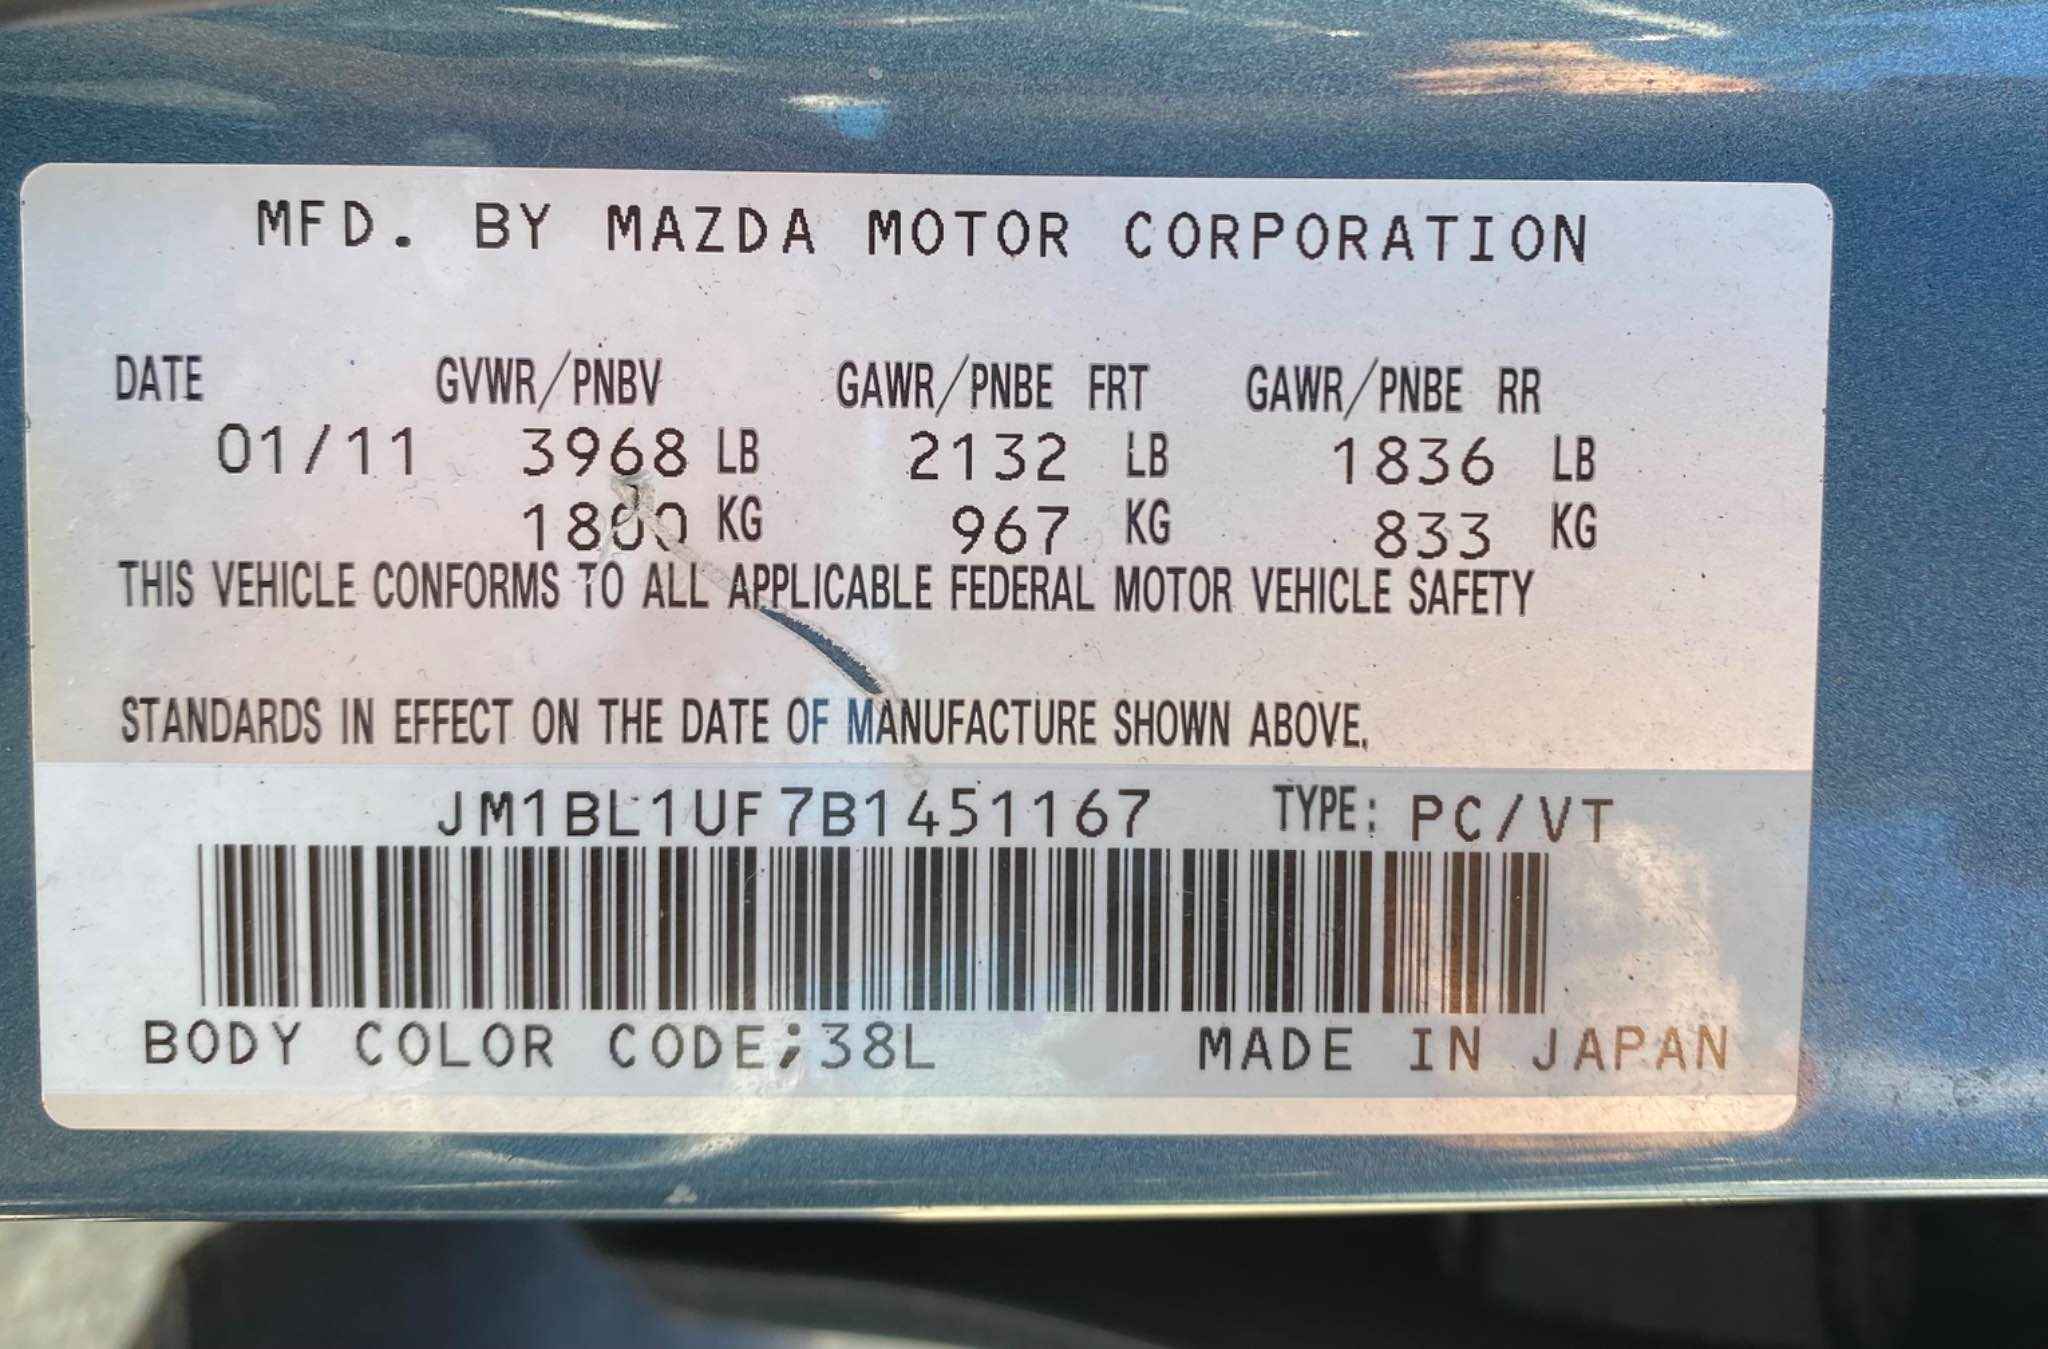 MFD. BY MAZDA MOTOR CORPORATION
DATE GVWR/PNBV GAWR/PNBE FRT GAWR/PNBE RR
01/11 3968 LB 2132 LB 1836 LB
1800 KG 967 KG 833 KG
THIS VEHICLE CONFORMS TO ALL APPLICABLE FEDERAL MOTOR VEHICLE SAFETY
STANDARDS IN EFFECT ON THE DATE OF MANUFACTURE SHOWN ABOVE.
JM1BL1UF7B1451167 TYPE: PC/VT
BODY COLOR CODE;38L MADE IN JAPAN